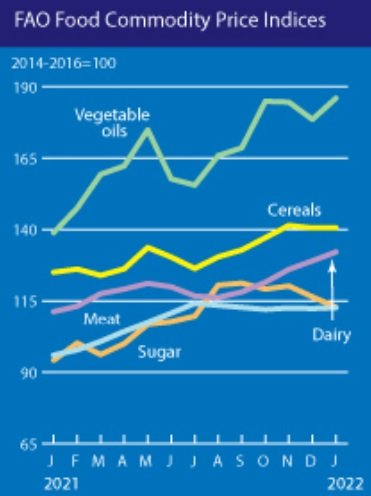 FAO Food Commodity Price Indices
2014-2016=100
190
Vegetable
oils
165
Cereals
140
115
Meat
Dairy
Sugar
90
65
J F M A M J J A S O N D J
2021 2022